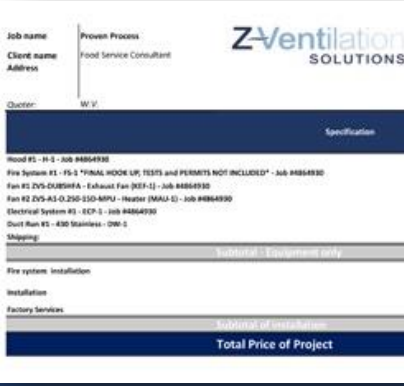 Job name Proven Process
Z-Ventilation
SOLUTIONS
Client name Food Service Consultant
Address
Quoter: W.V.
Specification
Hood #1 - H-1 - Job #4864930
Fire System #1 - FS-1 *FINAL HOOK UP, TESTS and PERMITS NOT INCLUDED* - Job #4864930
Fan #1 ZVS-DU85HFA - Exhaust Fan (KEF-1) - Job #4864930
Fan #2 ZVS-A1-D.250-15D-MPU - Heater (MAU-1) - Job #4864930
Electrical System #1 - ECP-1 - Job #4864930
Duct Run #1 - 430 Stainless - DW-1
Shipping:
Subtotal - Equipment only
Fire system installation
Installation
Factory Services
Subtotal of installation
Total Price of Project